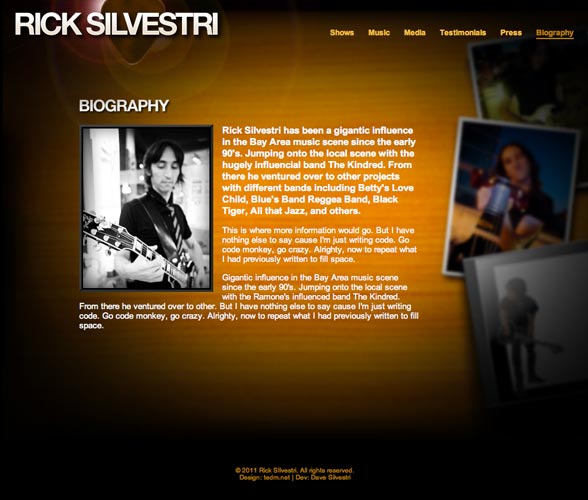 RICK SILVESTRI
Shows Music Media Testimonials Press Biography
BIOGRAPHY
Rick Silvestri has been a gigantic influence
in the Bay Area music scene since the early
90's. Jumping onto the local scene with the
hugely influencial band The Kindred. From
there he ventured over to other projects
with different bands including Betty's Love
Child, Blue's Band Reggea Band, Black
Tiger, All that Jazz, and others.
This is where more information would go. But I have
nothing else to say cause I'm just writing code. Go
code monkey, go crazy. Alrighty, now to repeat what
I had previously written to fill space.
Gigantic influence in the Bay Area music scene
since the early 90's. Jumping onto the local scene
with the Ramone's influenced band The Kindred.
From there he ventured over to other. But I have nothing else to say cause I'm just writing
code. Go code monkey, go crazy. Alrighty, now to repeat what I had previously written to fill
space.
© 2011 Rick Silvestri. All rights reserved.
Design: tedm.net | Dev: Dave Silvestri